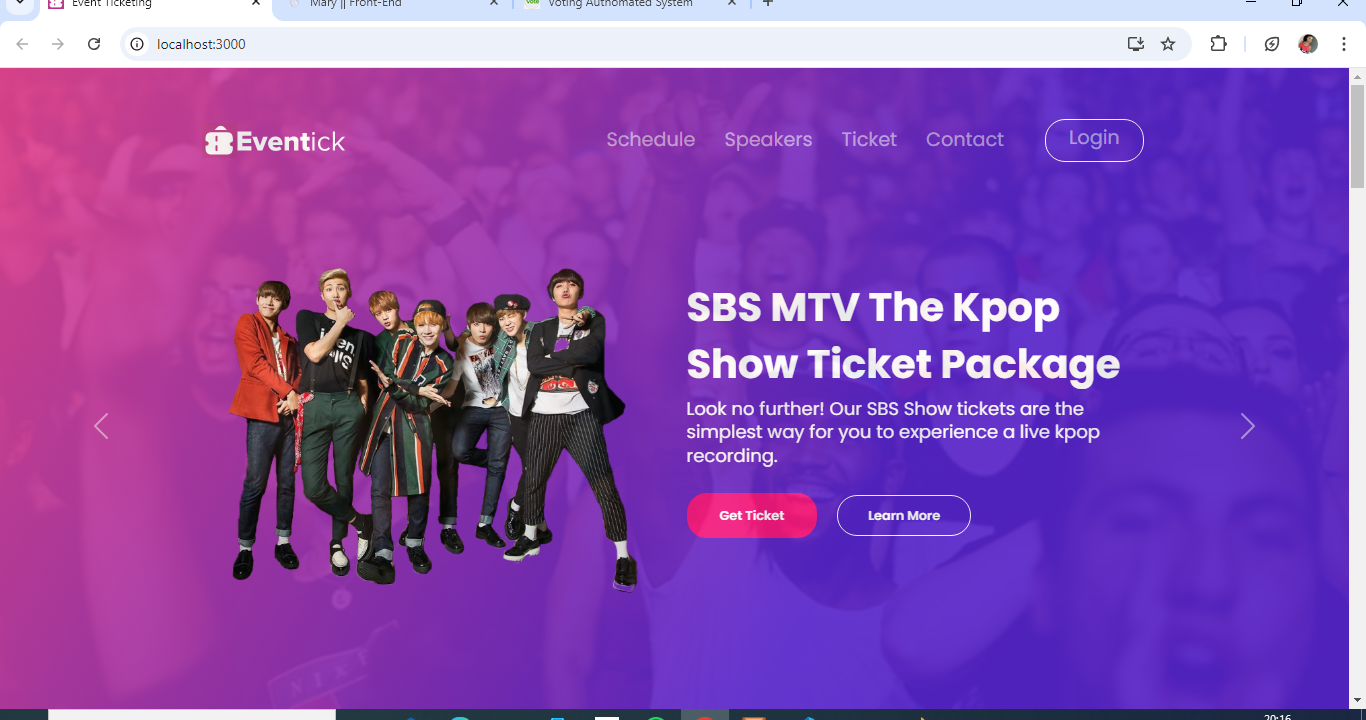 Event Ticketing
Mary || Front-End
Voting Authomated System
localhost:3000
Eventick
Schedule
Speakers
Ticket
Contact
Login
SBS MTV The Kpop
Show Ticket Package
Look no further! Our SBS Show tickets are the
simplest way for you to experience a live kpop
recording.
Get Ticket
Learn More
20:16